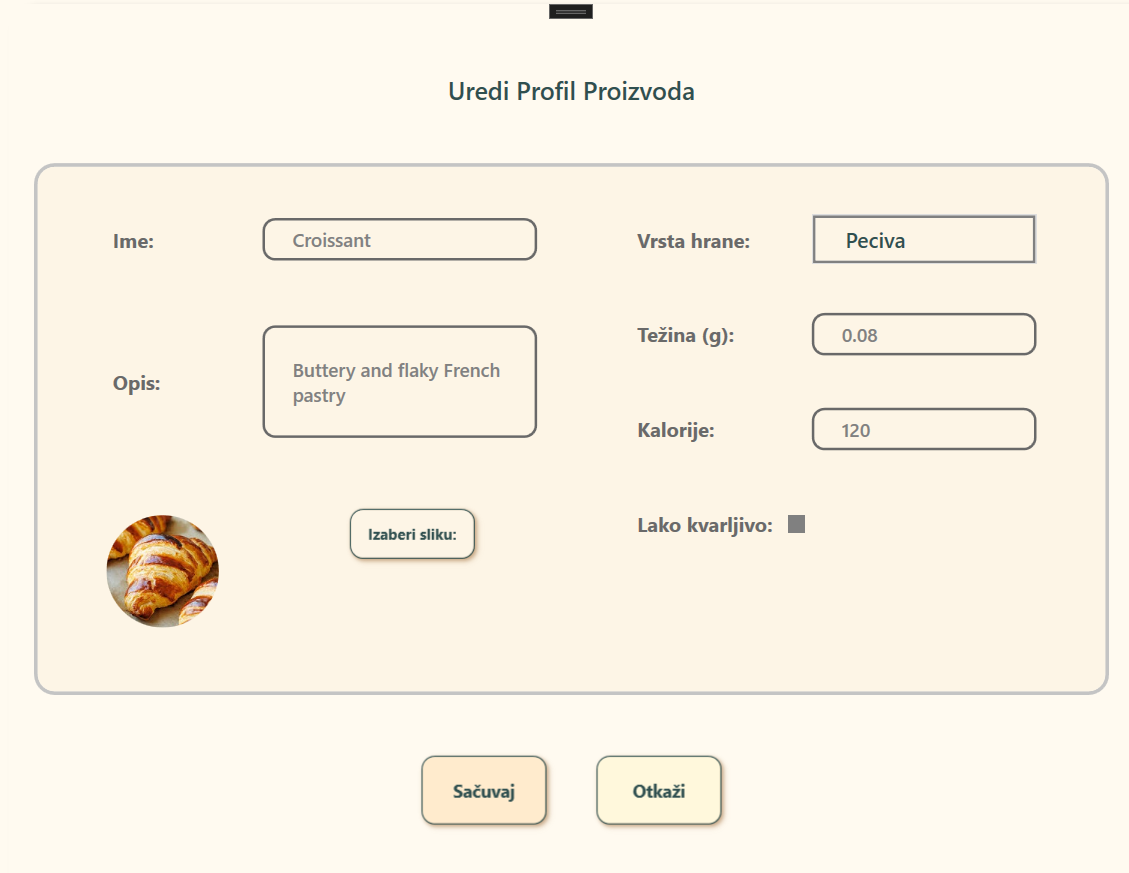 Uredi Profil Proizvoda
Ime:
Croissant
Vrsta hrane:
Peciva
Opis:
Buttery and flaky French
pastry
Težina (g):
0.08
Kalorije:
120
Izaberi sliku:
Lako kvarljivo:
Sačuvaj
Otkaži